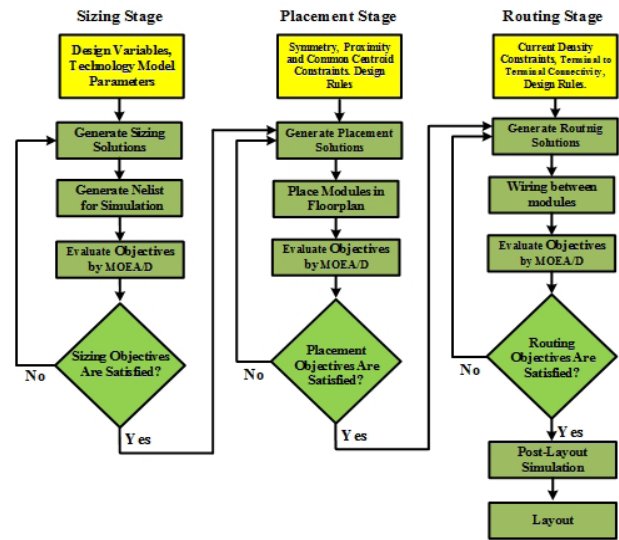 Sizing Stage
Design Variables,
Technology Model
Parameters
Generate Sizing
Solutions
Generate Nelist
for Simulation
Evaluate Objectives
by MOEA/D
Sizing Objectives
Are Satisfied?
No
Yes
Placement Stage
Symmetry, Proximity
and Common Centroid
Constraints. Design
Rules
Generate Placement
Solutions
Place Modules in
Floorplan
Evaluate Objectives
by MOEA/D
Placement
Objectives Are
Satisfied?
No
Yes
Routing Stage
Current Density
Constraints, Terminal to
Terminal Connectivity,
Design Rules.
Generate Routnig
Solutions
Wiring between
modules
Evaluate Objectives
by MOEA/D
Routing
Objectives Are
Satisfied?
No
Yes
Post-Layout
Simulation
Layout